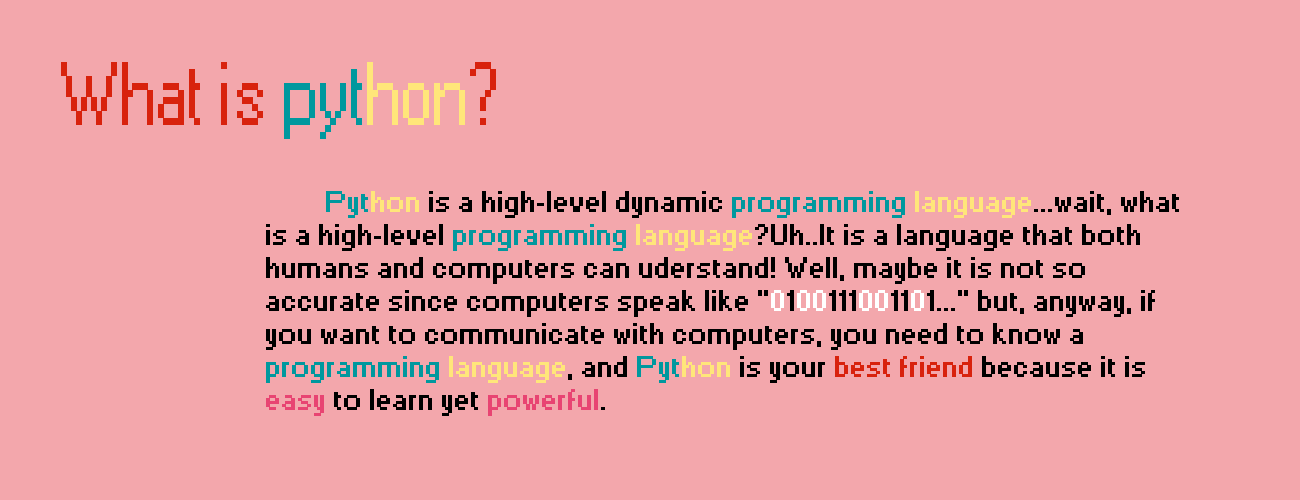 What is python?
Python is a high-level dynamic programming language...wait, what
is a high-level programming language?Uh..It is a language that both
humans and computers can uderstand! Well, maybe it is not so
accurate since computers speak like "0100111001101..." but, anyway, if
you want to communicate with computers, you need to know a
programming language, and Python is your best friend because it is
easy to learn yet powerful.